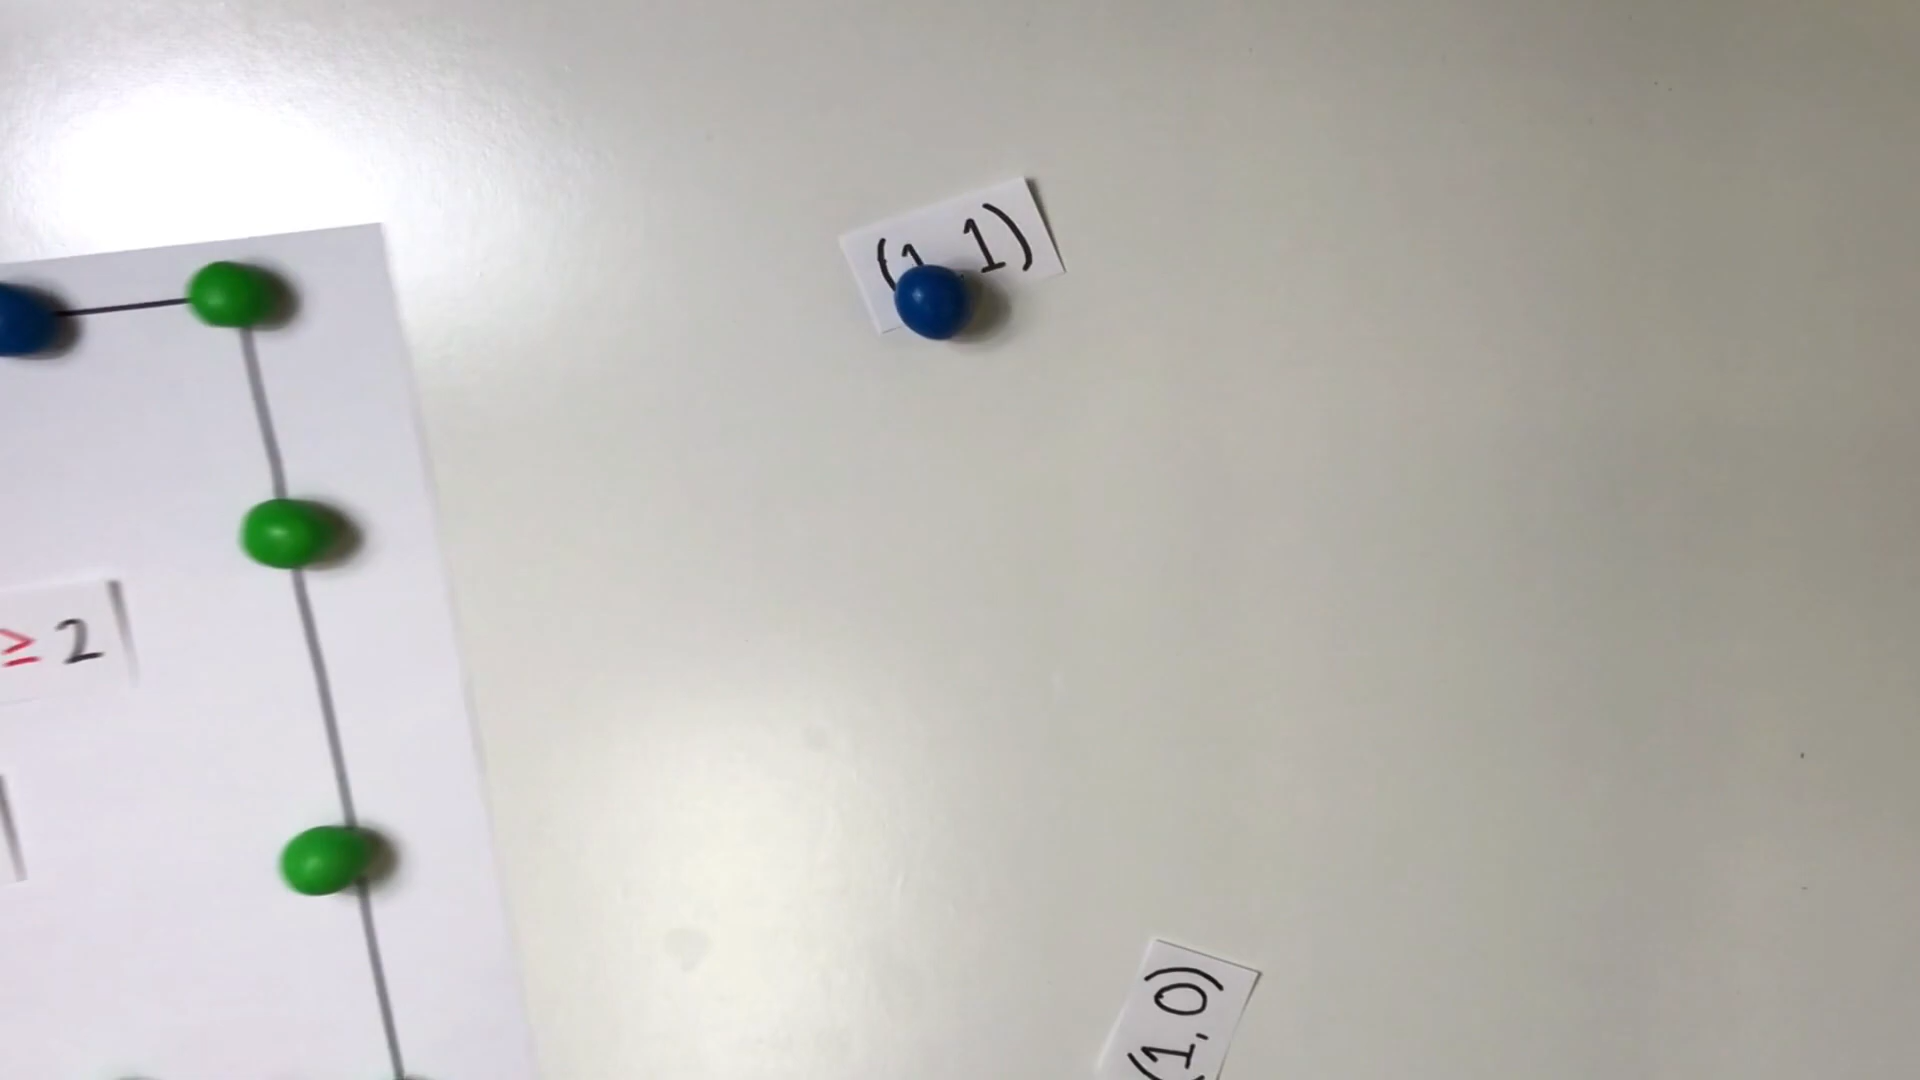 (1, 1)
≥ 2
(1, 0)